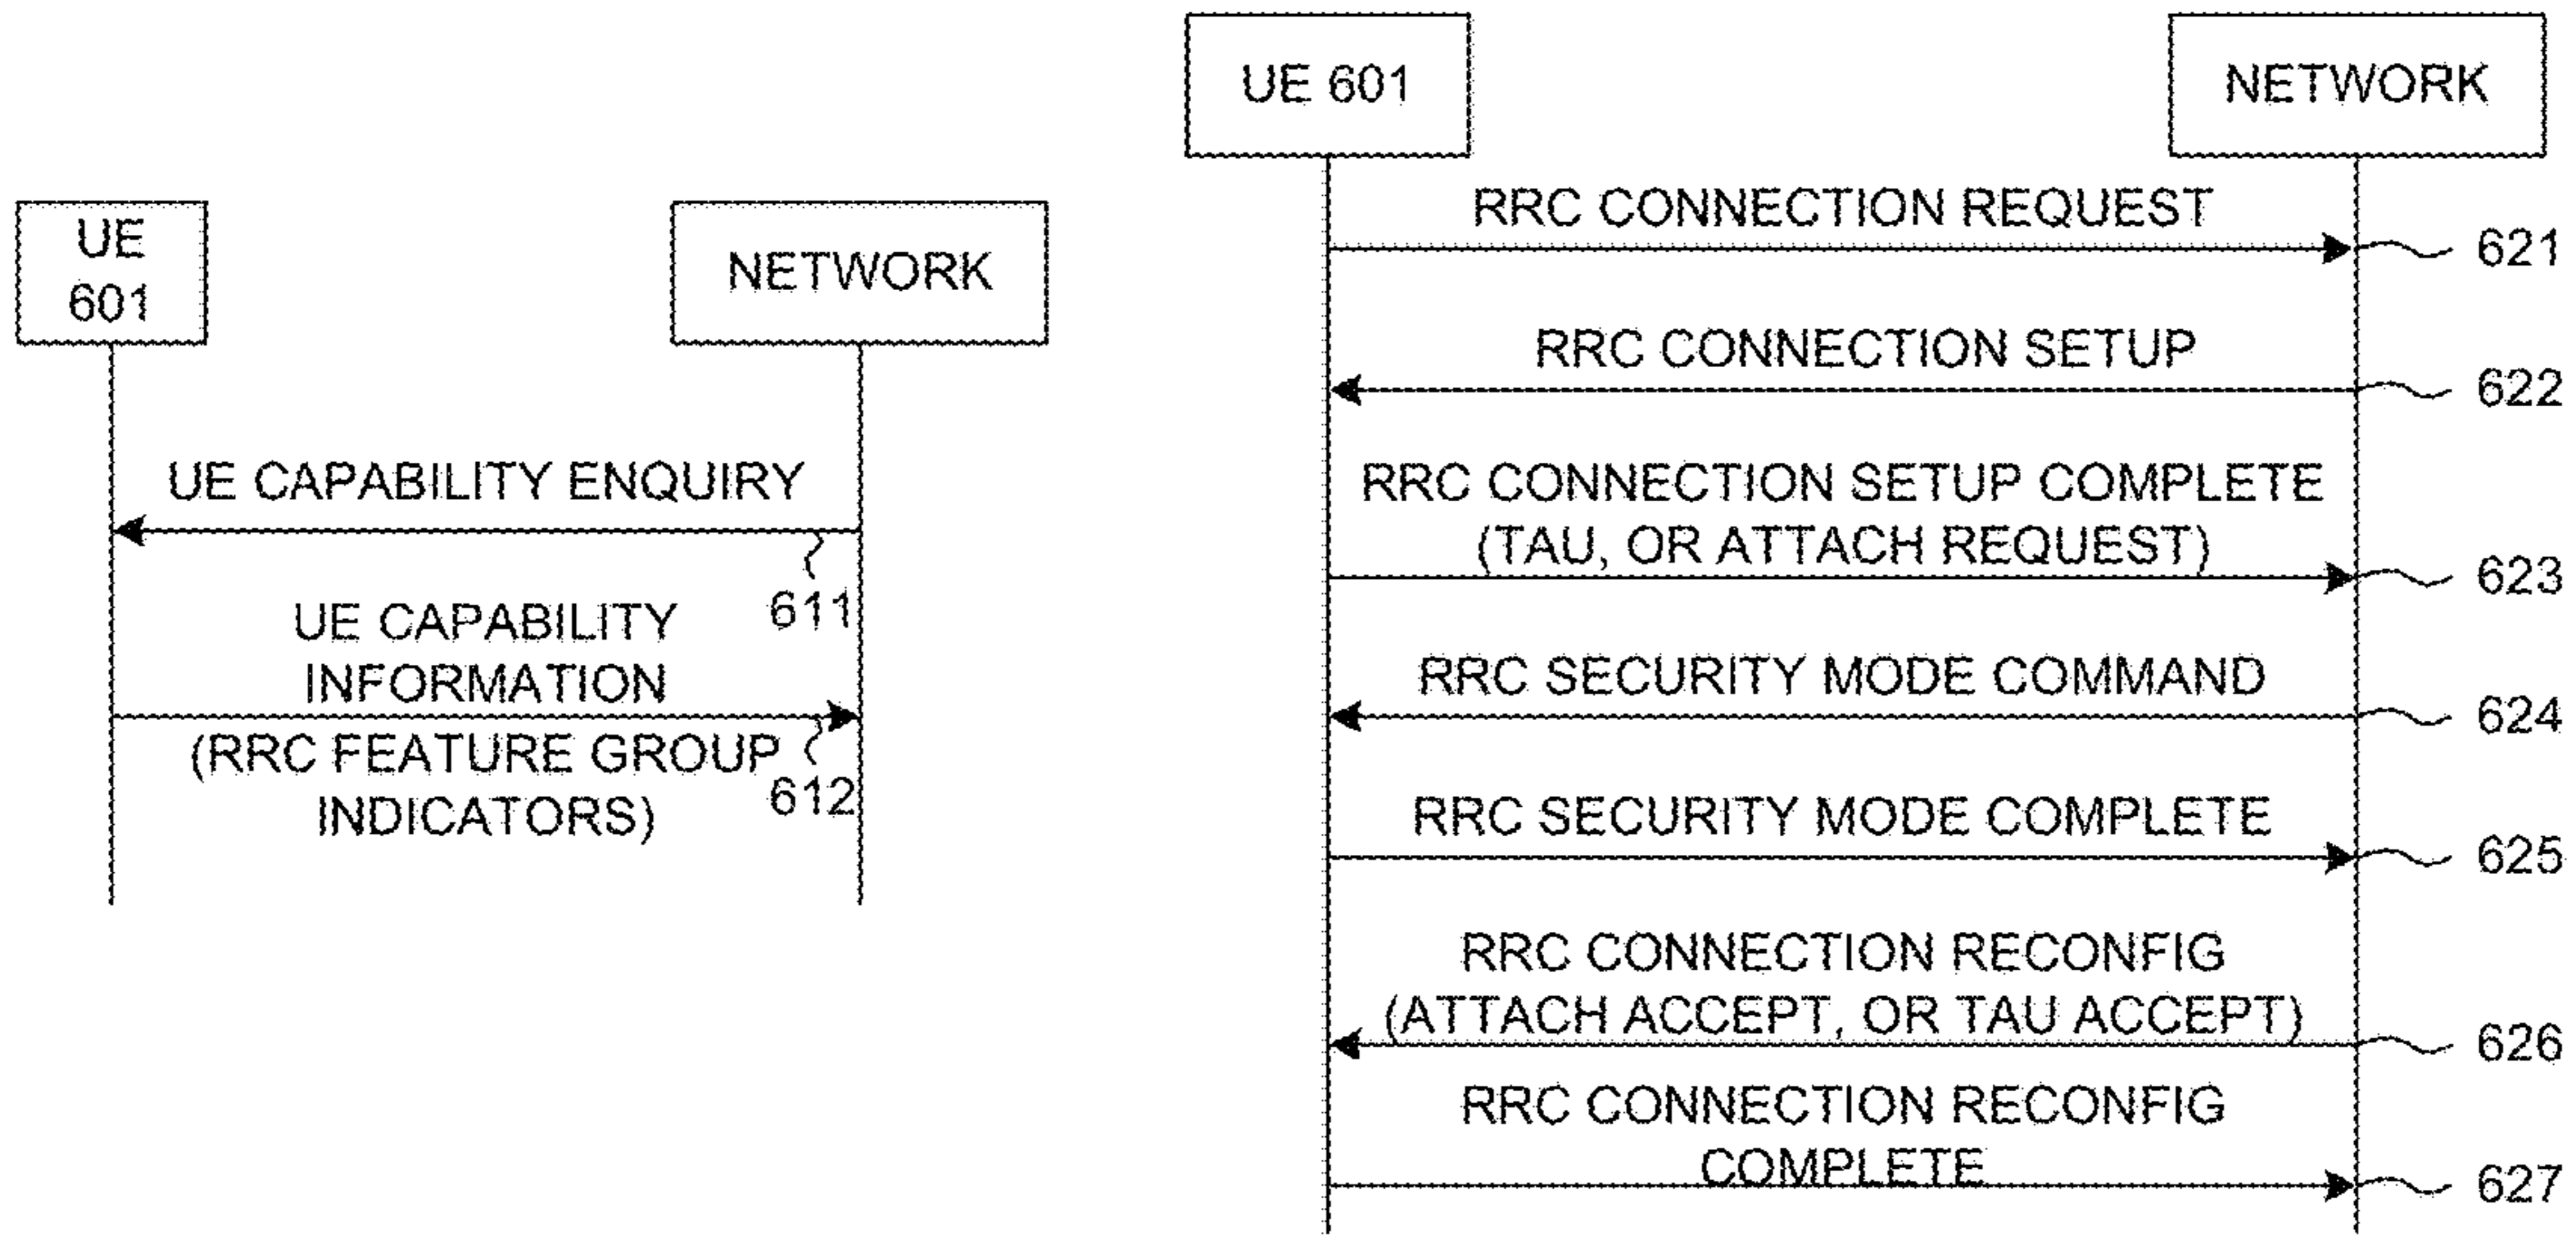 UE
601
NETWORK
UE CAPABILITY ENQUIRY
611
UE CAPABILITY
INFORMATION
(RRC FEATURE GROUP
INDICATORS)
612
UE 601
NETWORK
RRC CONNECTION REQUEST
621
RRC CONNECTION SETUP
622
RRC CONNECTION SETUP COMPLETE
(TAU, OR ATTACH REQUEST)
623
RRC SECURITY MODE COMMAND
624
RRC SECURITY MODE COMPLETE
625
RRC CONNECTION RECONFIG
(ATTACH ACCEPT, OR TAU ACCEPT)
626
RRC CONNECTION RECONFIG
COMPLETE
627